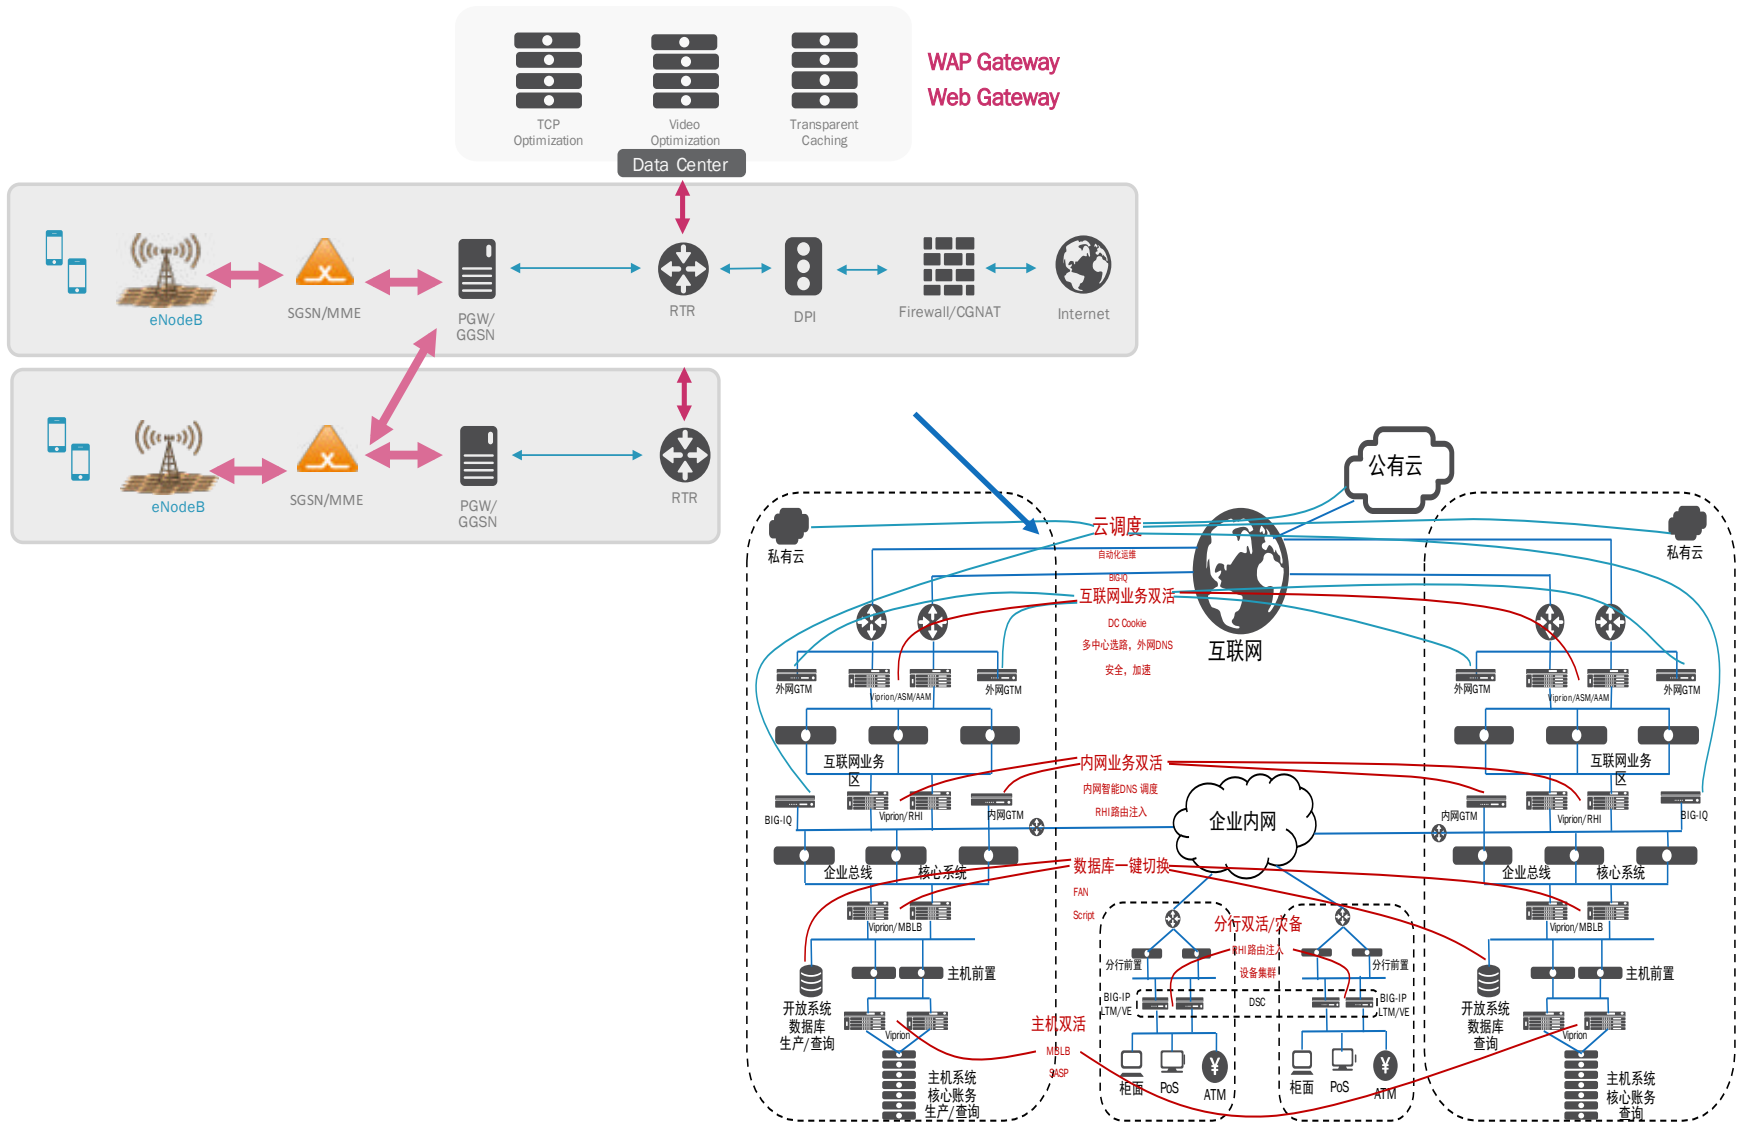 WAP Gateway
Web Gateway
TCP
Optimization
Video
Optimization
Transparent
Caching
Data Center
eNodeB
SGSN/MME
PGW/
GGSN
RTR
DPI
Firewall/CGNAT
Internet
eNodeB
SGSN/MME
PGW/
GGSN
RTR
公有云
私有云
云调度
自动化运维
BIG-IQ
互联网业务双活
DC Cookie
多中心选路，外网DNS
安全，加速
互联网
私有云
外网GTM
Viprion/ASM/AAM
外网GTM
外网GTM
Viprion/ASM/AAM
外网GTM
互联网业务
区
互联网业务
区
内网业务双活
内网智能DNS 调度
RHI路由注入
BIG-IQ
Viprion/RHI
内网GTM
企业内网
内网GTM
Viprion/RHI
BIG-IQ
企业总线
核心系统
数据库一键切换
FAN
Script
企业总线
核心系统
Viprion/MBLB
Viprion/MBLB
主机前置
主机前置
开放系统
数据库
生产/查询
开放系统
数据库
查询
分行双活/灾备
RHI路由注入
设备集群
分行前置
分行前置
BIG-IP
LTM/VE
DSC
BIG-IP
LTM/VE
主机双活
MBLB
SASP
Viprion
Viprion
柜面
PoS
ATM
柜面
PoS
ATM
主机系统
核心账务
生产/查询
主机系统
核心账务
查询
¥
¥